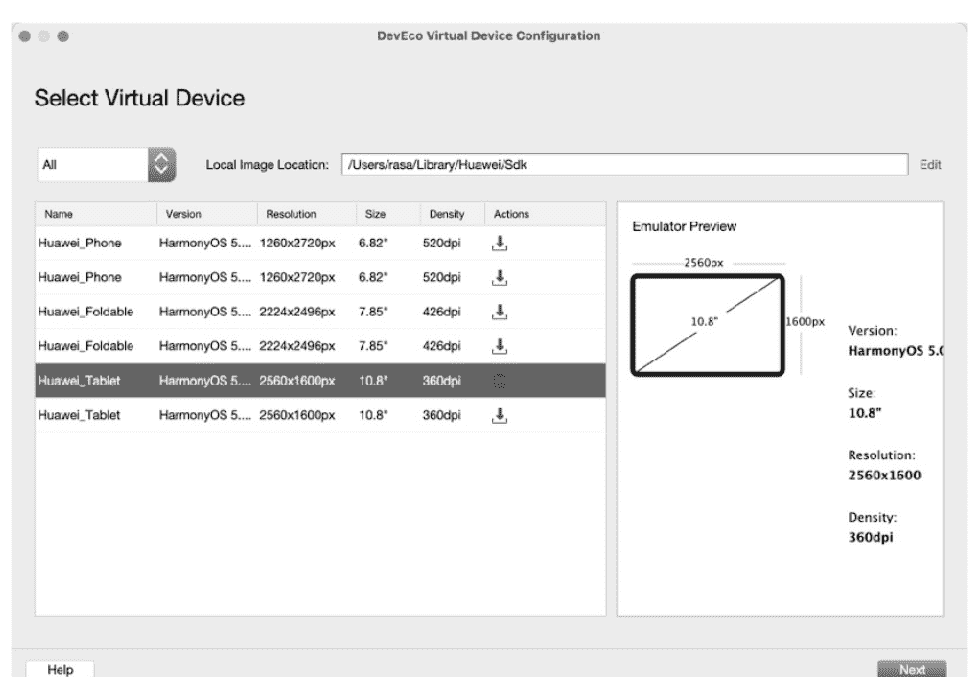 DevEco Virtual Device Configuration
Select Virtual Device
All Local Image Location: /Users/rasa/Library/Huawei/Sdk Edit
Name Version Resolution Size Density Actions
Huawei_Phone HarmonyOS 5.... 1260x2720px 6.82" 520dpi
Huawei_Phone HarmonyOS 5.... 1260x2720px 6.82" 520dpi
Huawei_Foldable HarmonyOS 5.... 2224x2496px 7.85" 426dpi
Huawei_Foldable HarmonyOS 5.... 2224x2496px 7.85" 426dpi
Huawei_Tablet HarmonyOS 5.... 2560x1600px 10.8" 360dpi
Huawei_Tablet HarmonyOS 5.... 2560x1600px 10.8" 360dpi
Emulator Preview
2560px
10.8"
1600px
Version:
HarmonyOS 5.0
Size:
10.8"
Resolution:
2560x1600
Density:
360dpi
Help Next